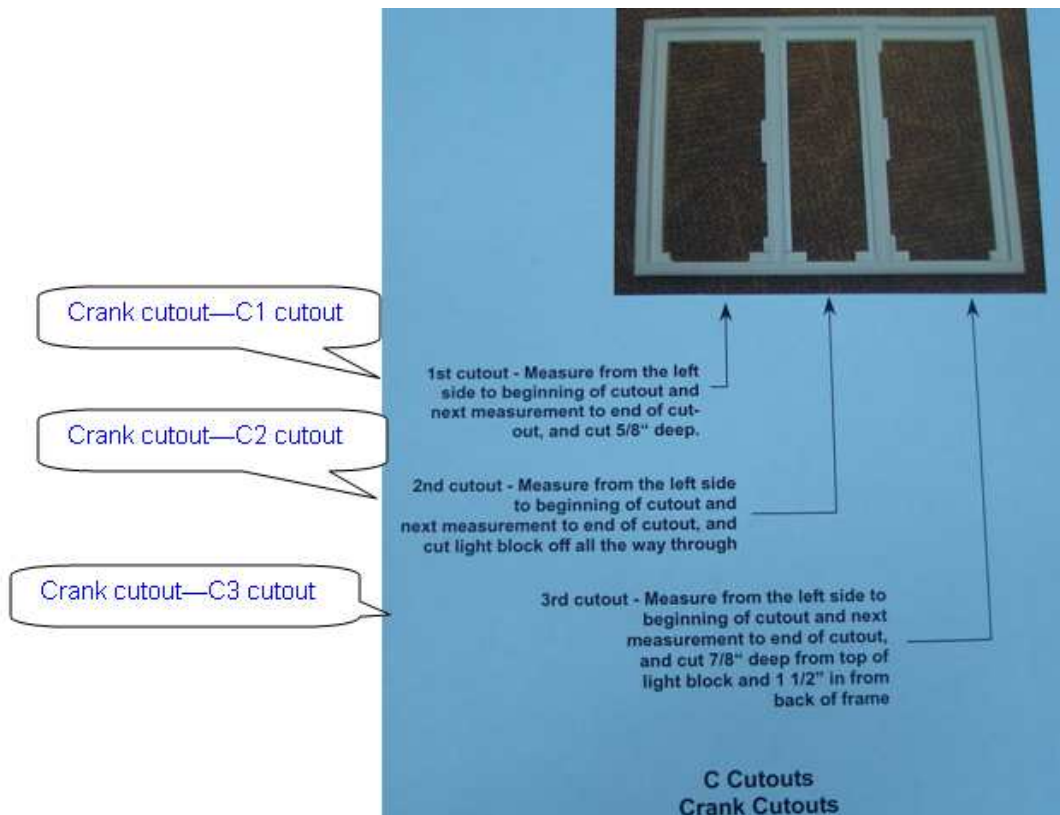 Crank cutout—C1 cutout
1st cutout - Measure from the left
side to beginning of cutout and
next measurement to end of cut-
out, and cut 5/8“ deep.
Crank cutout—C2 cutout
2nd cutout - Measure from the left side
to beginning of cutout and
next measurement to end of cutout, and
cut light block off all the way through
Crank cutout—C3 cutout
3rd cutout - Measure from the left side to
beginning of cutout and next
measurement to end of cutout,
and cut 7/8“ deep from top of
light block and 1 1/2” in from
back of frame
C Cutouts
Crank Cutouts